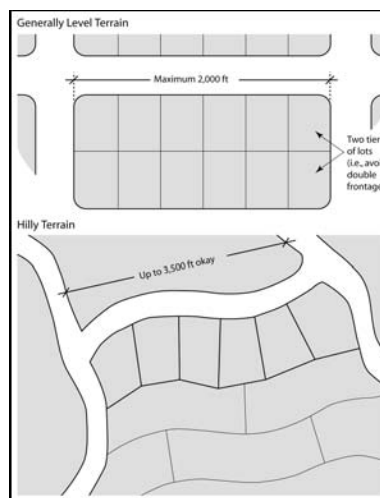 Generally Level Terrain
Maximum 2,000 ft
Two tier
of lots
(i.e., avoi
double
frontage
Hilly Terrain
Up to 3,500 ft okay